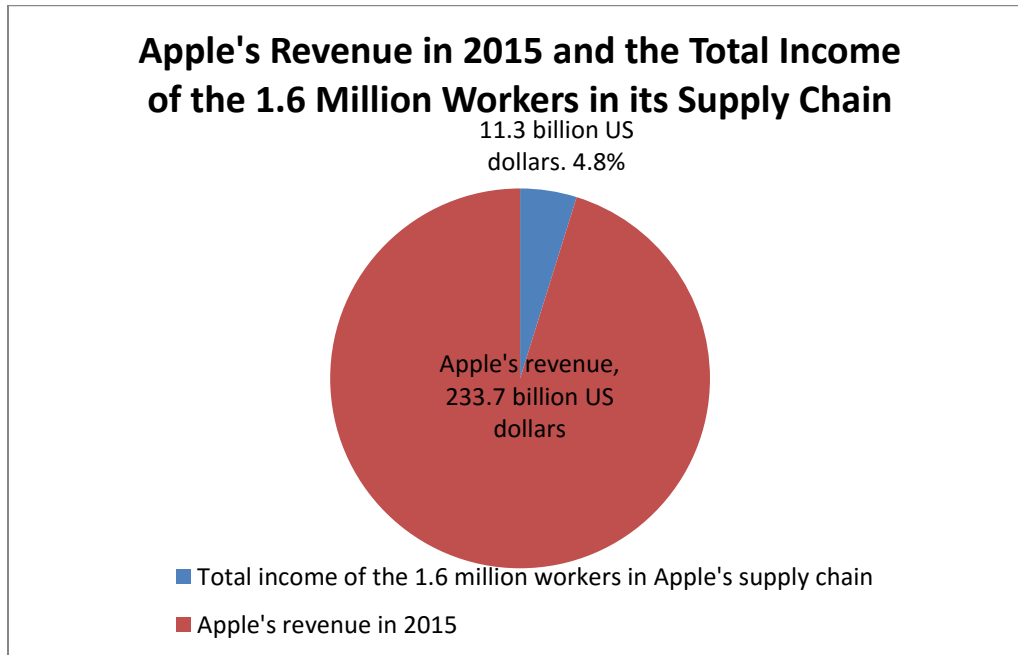 Apple's Revenue in 2015 and the Total Income
of the 1.6 Million Workers in its Supply Chain
11.3 billion US
dollars. 4.8%
Apple's revenue,
233.7 billion US
dollars
Total income of the 1.6 million workers in Apple's supply chain
Apple's revenue in 2015